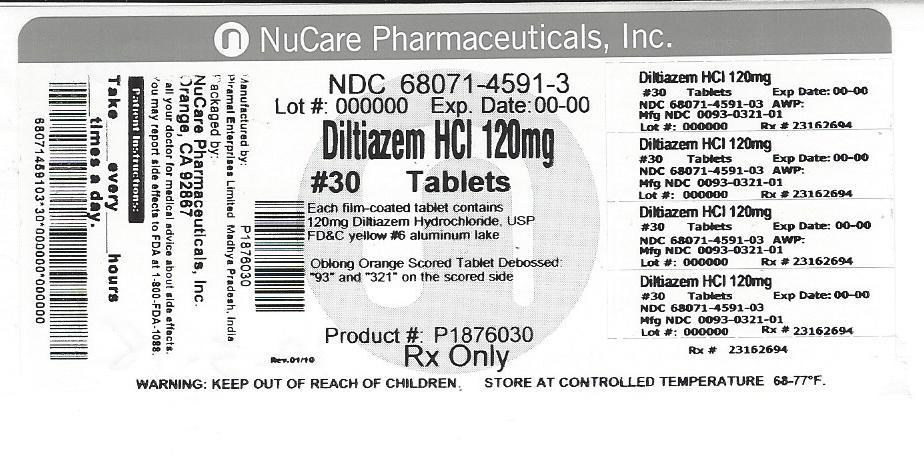 n NuCare Pharmaceuticals, Inc.
680714591103*30*000000*000000
Take ____ every ____ hours
____ times a day.
Patient Instructions:
You may report side effects to FDA at 1-800-FDA-1088.
Call your doctor for medical advice about side effects.
Orange, CA 92867
NuCare Pharmaceuticals, Inc.
Packaged by:
Piramal Enterprises Limited Madhya Pradesh, India
Manufactured by:
P1876030
NDC 68071-4591-3
Lot #: 000000 Exp. Date: 00-00
Diltiazem HCl 120mg
#30 Tablets
Each film-coated tablet contains
120mg Diltiazem Hydrochloride, USP
FD&C yellow #6 aluminum lake
Oblong Orange Scored Tablet Debossed:
"93" and "321" on the scored side
Product #: P1876030
Rev.01/10
Rx Only
Diltiazem HCl 120mg
#30 Tablets Exp Date: 00-00
NDC 68071-4591-03 AWP:
Mfg NDC 0093-0321-01
Lot #: 000000 Rx # 23162694
Diltiazem HCl 120mg
#30 Tablets Exp Date: 00-00
NDC 68071-4591-03 AWP:
Mfg NDC 0093-0321-01
Lot #: 000000 Rx # 23162694
Diltiazem HCl 120mg
#30 Tablets Exp Date: 00-00
NDC 68071-4591-03 AWP:
Mfg NDC 0093-0321-01
Lot #: 000000 Rx # 23162694
Diltiazem HCl 120mg
#30 Tablets Exp Date: 00-00
NDC 68071-4591-03
Mfg NDC 0093-0321-01
Lot #: 000000 Rx # 23162694
Rx # 23162694
WARNING: KEEP OUT OF REACH OF CHILDREN. STORE AT CONTROLLED TEMPERATURE 68-77°F.